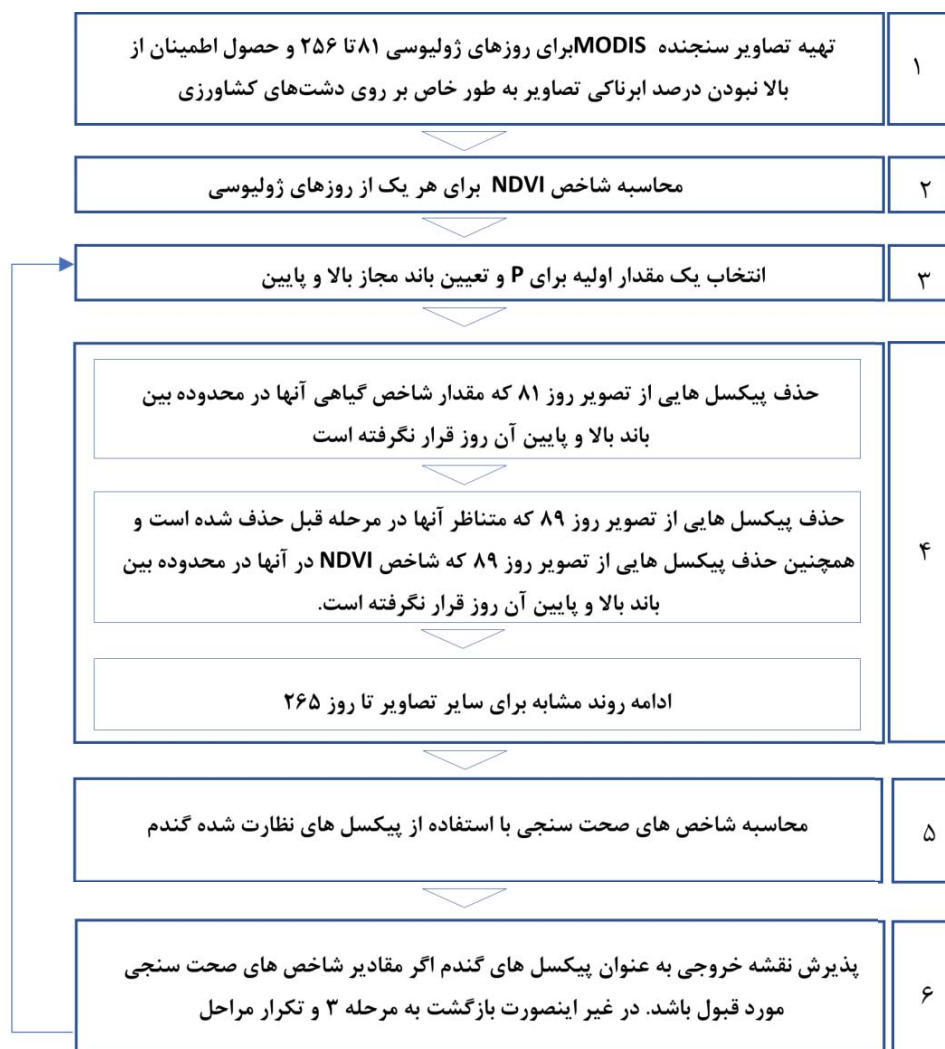 ۱
تهیه تصاویر سنجنده MODISبرای روزهای ژولیوسی ۸۱تا ۲۵۶ و حصول اطمینان از
بالا نبودن درصد ابرناکی تصاویر به طور خاص بر روی دشت‌های کشاورزی
۲
محاسبه شاخص NDVI برای هر یک از روزهای ژولیوسی
۳
انتخاب یک مقدار اولیه برای P و تعیین باند مجاز بالا و پایین
۴
حذف پیکسل هایی از تصویر روز ۸۱ که مقدار شاخص گیاهی آنها در محدوده بین
باند بالا و پایین آن روز قرار نگرفته است
حذف پیکسل هایی از تصویر روز ۸۹ که متناظر آنها در مرحله قبل حذف شده است و
همچنین حذف پیکسل هایی از تصویر روز ۸۹ که شاخص NDVI در آنها در محدوده بین
باند بالا و پایین آن روز قرار نگرفته است.
ادامه روند مشابه برای سایر تصاویر تا روز ۲۶۵
۵
محاسبه شاخص های صحت سنجی با استفاده از پیکسل های نظارت شده گندم
۶
پذیرش نقشه خروجی به عنوان پیکسل های گندم اگر مقادیر شاخص های صحت سنجی
مورد قبول باشد. در غیر اینصورت بازگشت به مرحله ۳ و تکرار مراحل